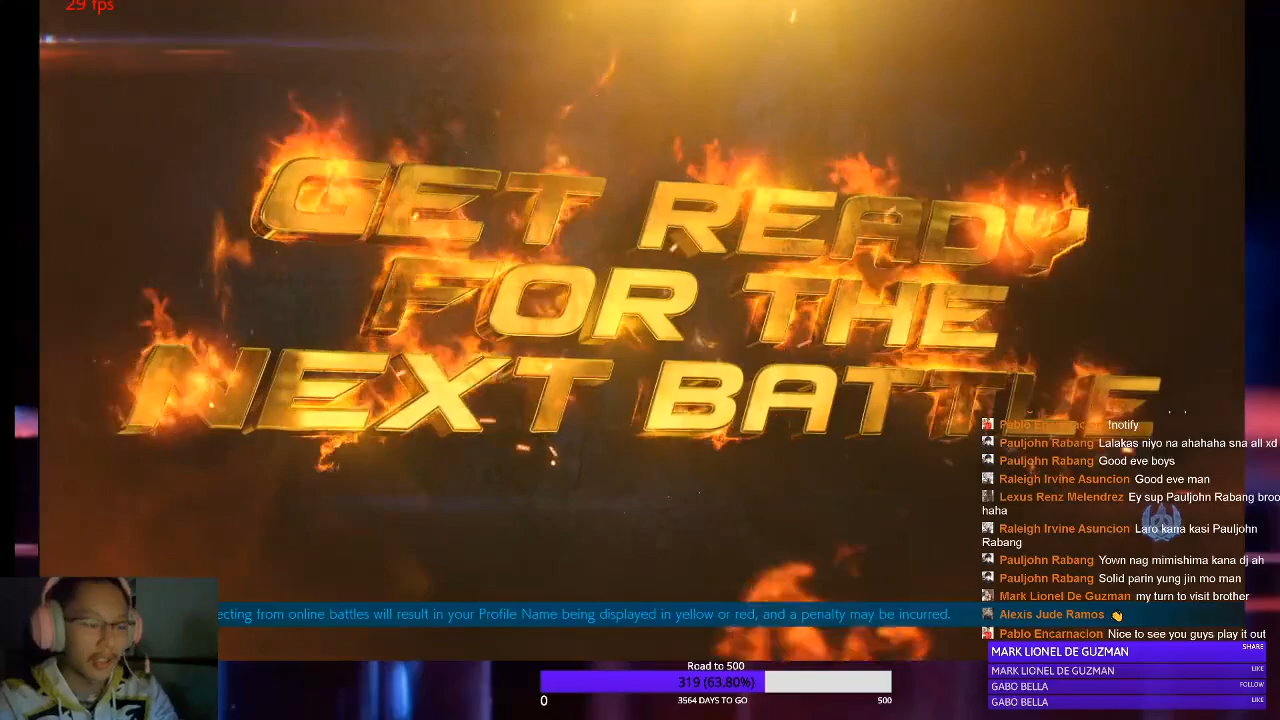 29 fps
GET READY
FOR THE
NEXT BATTLE
Pablo Encarnacion !notify
Pauljohn Rabang Lalakas niyo na ahahaha sna all xd
Pauljohn Rabang Good eve boys
Raleigh Irvine Asuncion Good eve man
Lexus Renz Melendrez Ey sup Pauljohn Rabang broo
haha
Raleigh Irvine Asuncion Laro kana kasi Pauljohn
Rabang
Pauljohn Rabang Yown nag mimishima kana dj ah
Pauljohn Rabang Solid parin yung jin mo man
Mark Lionel De Guzman my turn to visit brother
Alexis Jude Ramos 👏
Pablo Encarnacion Nice to see you guys play it out
ecting from online battles will result in your Profile Name being displayed in yellow or red, and a penalty may be incurred.
MARK LIONEL DE GUZMAN SHARE
MARK LIONEL DE GUZMAN LIKE
GABO BELLA FOLLOW
GABO BELLA LIKE
Road to 500
319 (63.80%)
0 3564 DAYS TO GO 500